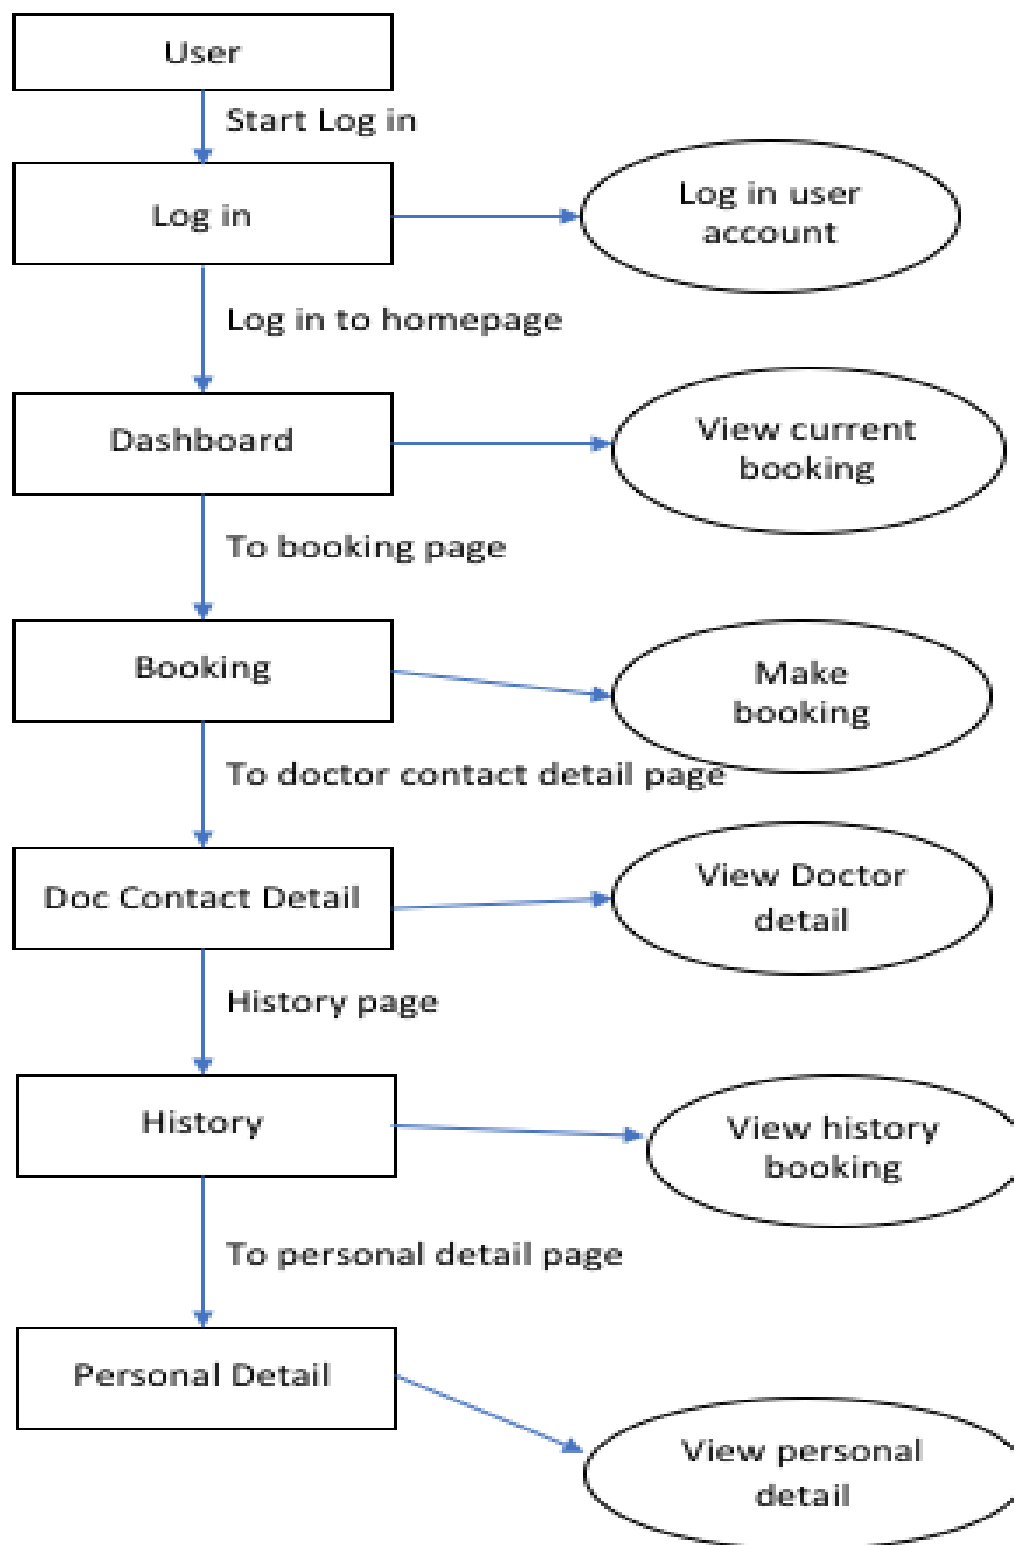 User
Start Log in
Log in
Log in user
account
Log in to homepage
Dashboard
View current
booking
To booking page
Booking
Make
booking
To doctor contact detail page
Doc Contact Detail
View Doctor
detail
History page
History
View history
booking
To personal detail page
Personal Detail
View personal
detail